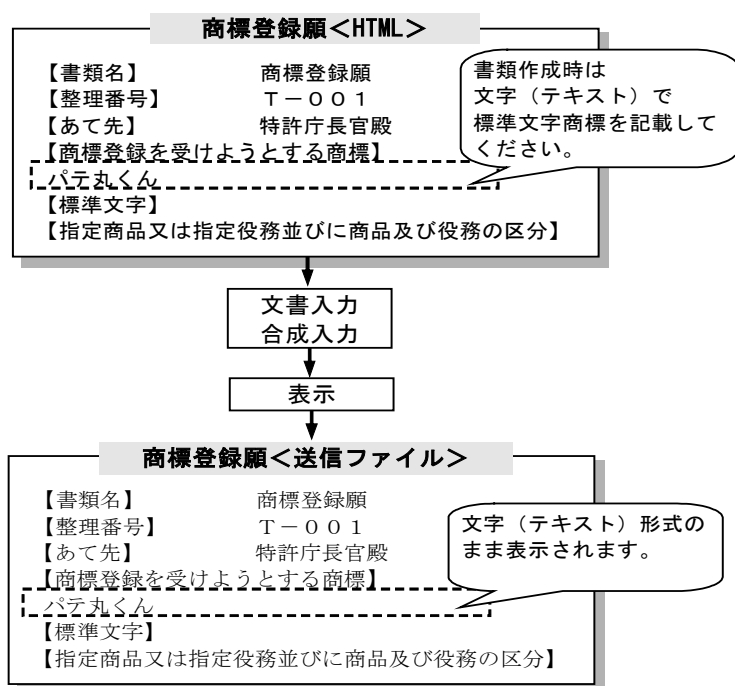 商標登録願＜HTML＞
【書類名】 商標登録願
【整理番号】 Ｔ－００１
【あて先】 特許庁長官殿
【商標登録を受けようとする商標】
パテ丸くん
【標準文字】
【指定商品又は指定役務並びに商品及び役務の区分】
書類作成時は
文字（テキスト）で
標準文字商標を記載して
ください。
文書入力
合成入力
表示
商標登録願＜送信ファイル＞
【書類名】 商標登録願
【整理番号】 Ｔ－００１
【あて先】 特許庁長官殿
【商標登録を受けようとする商標】
パテ丸くん
【標準文字】
【指定商品又は指定役務並びに商品及び役務の区分】
文字（テキスト）形式の
まま表示されます。